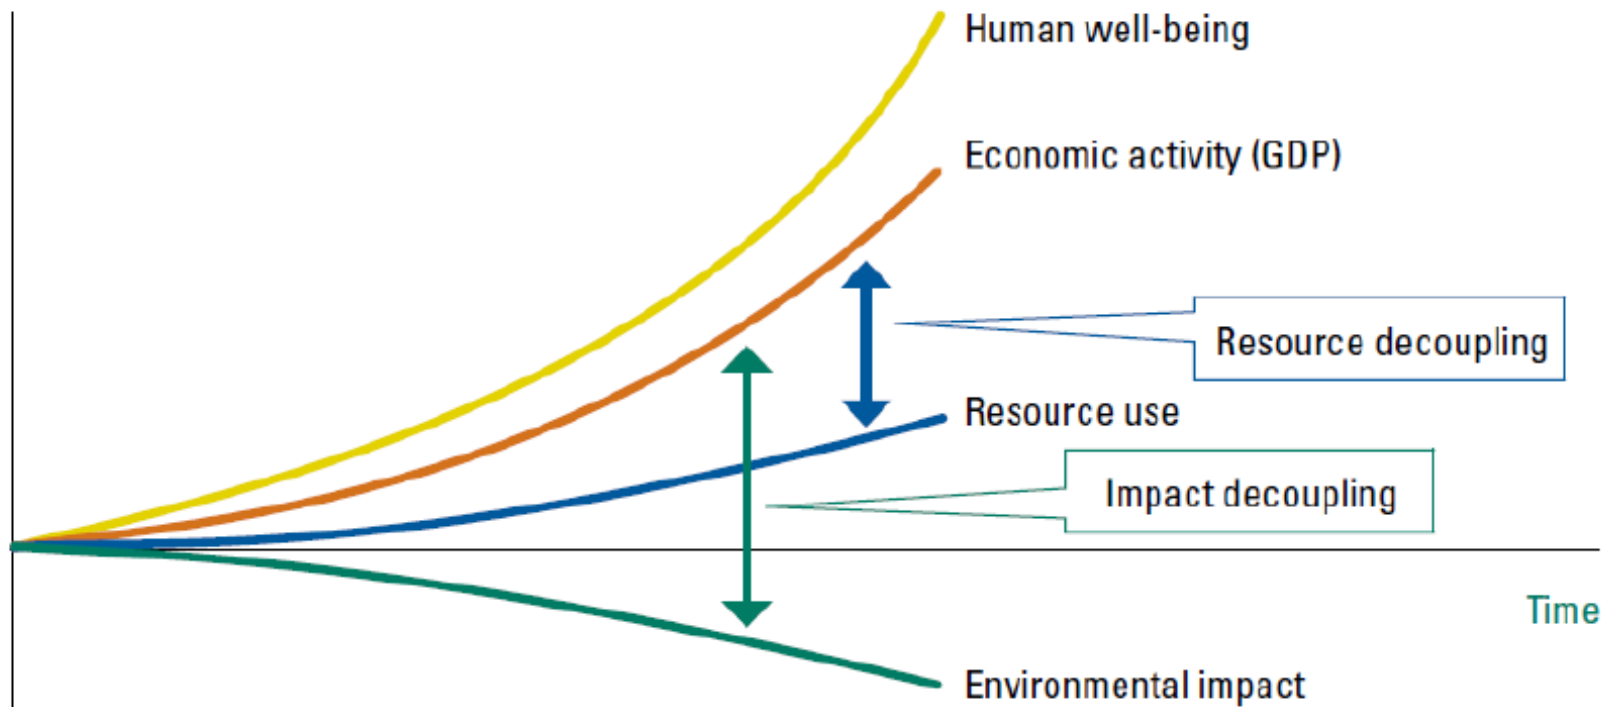 Human well-being
Economic activity (GDP)
Resource decoupling
Resource use
Impact decoupling
Time
Environmental impact